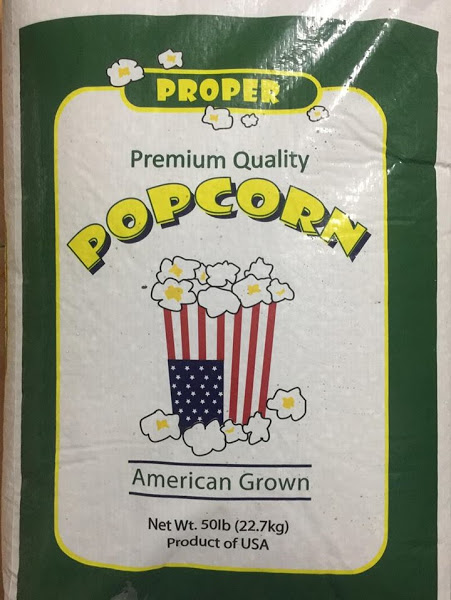 PROPER
Premium Quality
POPCORN
American Grown
Net Wt. 50lb (22.7kg)
Product of USA